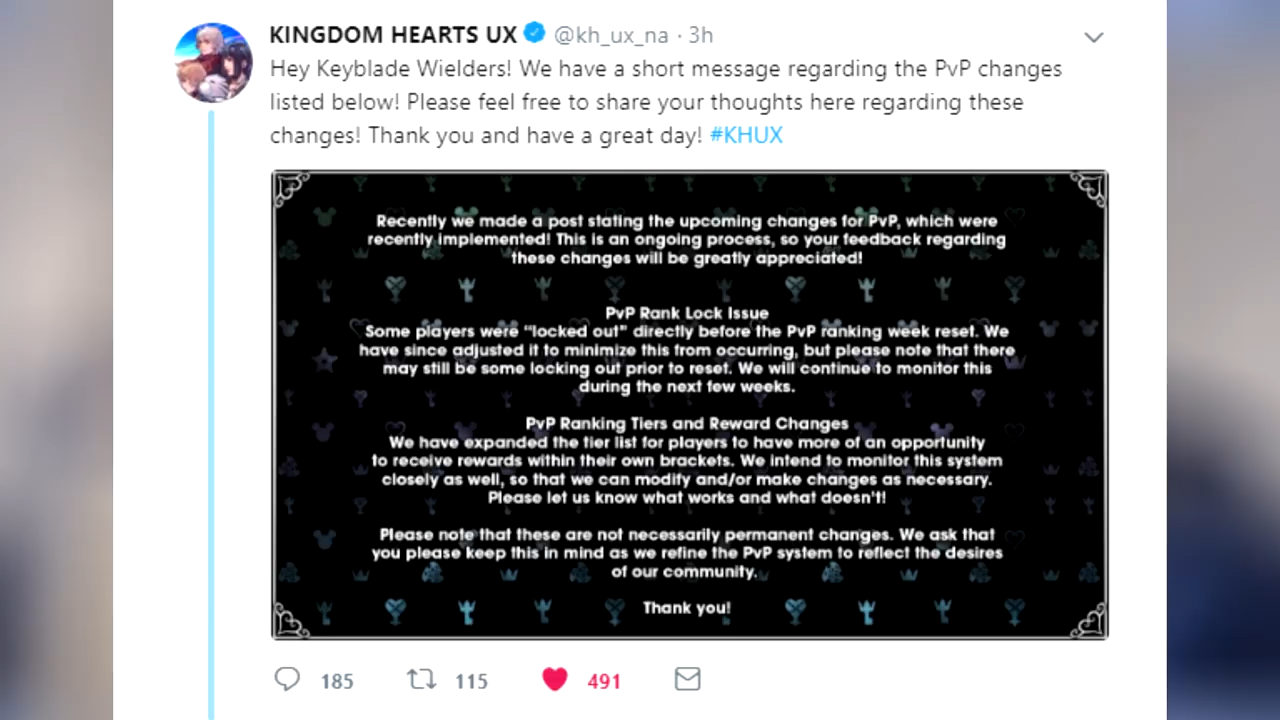 KINGDOM HEARTS UX @kh_ux_na · 3h
Hey Keyblade Wielders! We have a short message regarding the PvP changes
listed below! Please feel free to share your thoughts here regarding these
changes! Thank you and have a great day! #KHUX
Recently we made a post stating the upcoming changes for PvP, which were
recently implemented! This is an ongoing process, so your feedback regarding
these changes will be greatly appreciated!
PvP Rank Lock Issue
Some players were "locked out" directly before the PvP ranking week reset. We
have since adjusted it to minimize this from occurring, but please note that there
may still be some locking out prior to reset. We will continue to monitor this
during the next few weeks.
PvP Ranking Tiers and Reward Changes
We have expanded the tier list for players to have more of an opportunity
to receive rewards within their own brackets. We intend to monitor this system
closely as well, so that we can modify and/or make changes as necessary.
Please let us know what works and what doesn't!
Please note that these are not necessarily permanent changes. We ask that
you please keep this in mind as we refine the PvP system to reflect the desires
of our community.
Thank you!
185 115 491